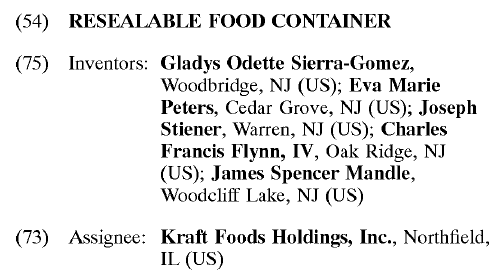 (54) RESEALABLE FOOD CONTAINER
(75) Inventors: Gladys Odette Sierra-Gomez,
Woodbridge, NJ (US); Eva Marie
Peters, Cedar Grove, NJ (US); Joseph
Stiener, Warren, NJ (US); Charles
Francis Flynn, IV, Oak Ridge, NJ
(US); James Spencer Mandle,
Woodcliff Lake, NJ (US)
(73) Assignee: Kraft Foods Holdings, Inc., Northfield,
IL (US)